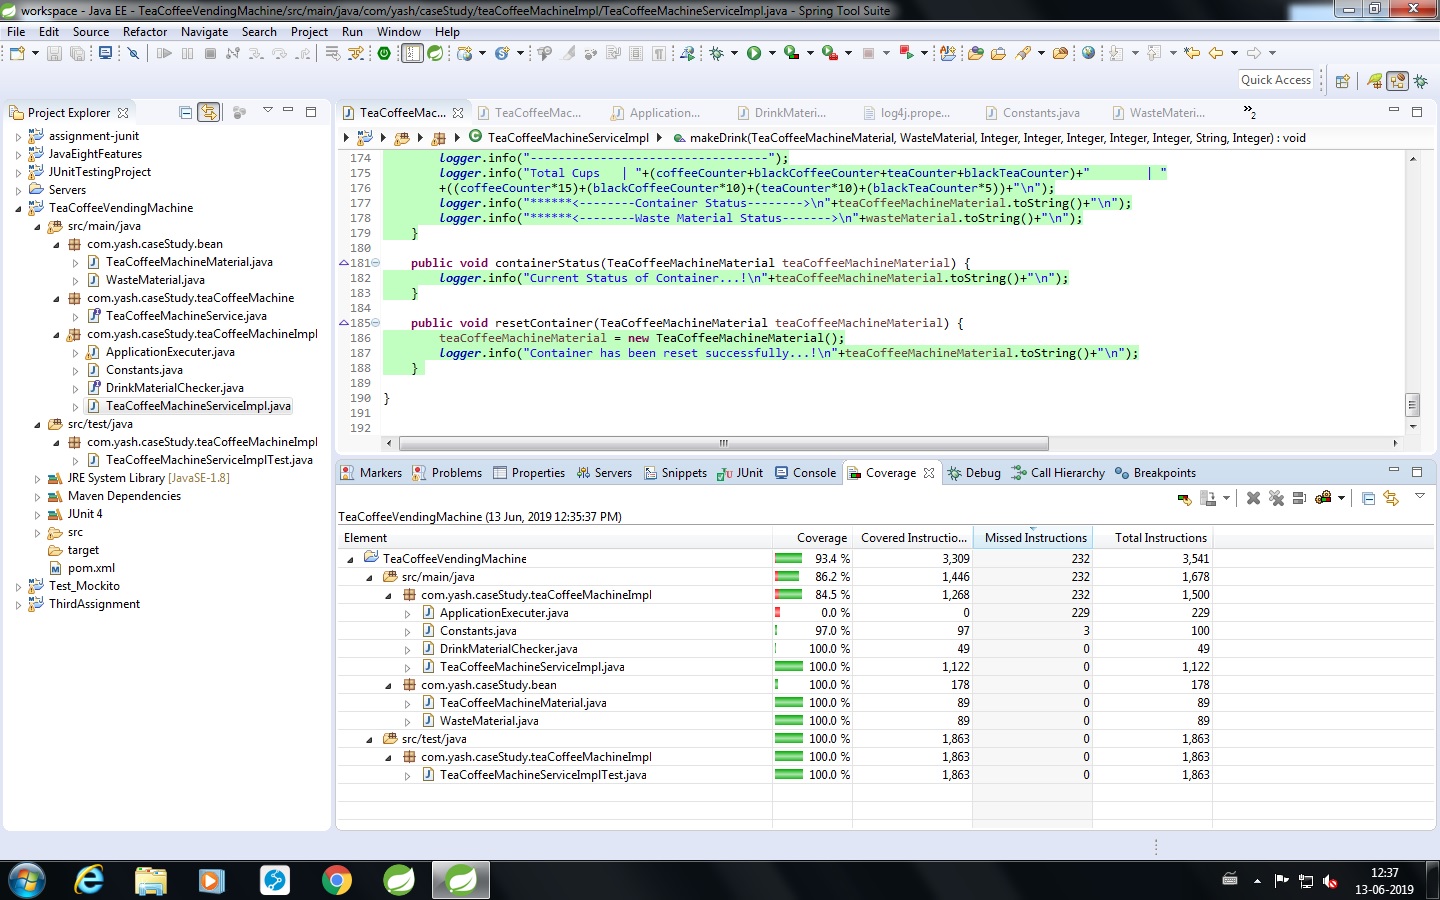 workspace - Java EE - TeaCoffeeVendingMachine/src/main/java/com/yash/caseStudy/teaCoffeeMachineImpl/TeaCoffeeMachineServiceImpl.java - Spring Tool Suite
File Edit Source Refactor Navigate Search Project Run Window Help
Quick Access
Project Explorer
assignment-junit
JavaEightFeatures
JUnitTestingProject
Servers
TeaCoffeeVendingMachine
src/main/java
com.yash.caseStudy.bean
TeaCoffeeMachineMaterial.java
WasteMaterial.java
com.yash.caseStudy.teaCoffeeMachine
TeaCoffeeMachineService.java
com.yash.caseStudy.teaCoffeeMachineImpl
ApplicationExecuter.java
Constants.java
DrinkMaterialChecker.java
TeaCoffeeMachineServiceImpl.java
src/test/java
com.yash.caseStudy.teaCoffeeMachineImpl
TeaCoffeeMachineServiceImplTest.java
JRE System Library [JavaSE-1.8]
Maven Dependencies
JUnit 4
src
target
pom.xml
Test_Mockito
ThirdAssignment
TeaCoffeeMac... TeaCoffeeMac... Application... DrinkMateri... log4j.prope... Constants.java WasteMateri... »2
TeaCoffeeMachineServiceImpl makeDrink(TeaCoffeeMachineMaterial, WasteMaterial, Integer, Integer, Integer, Integer, Integer, String, Integer) : void
174 logger.info("----------------------------------");
175 logger.info("Total Cups   | "+(coffeeCounter+blackCoffeeCounter+teaCounter+blackTeaCounter)+"        | "
176 +((coffeeCounter*15)+(blackCoffeeCounter*10)+(teaCounter*10)+(blackTeaCounter*5))+"\n");
177 logger.info("******<--------Container Status-------->\n"+teaCoffeeMachineMaterial.toString()+"\n");
178 logger.info("******<--------Waste Material Status------->\n"+wasteMaterial.toString()+"\n");
179 }
180
181 public void containerStatus(TeaCoffeeMachineMaterial teaCoffeeMachineMaterial) {
182 logger.info("Current Status of Container...!\n"+teaCoffeeMachineMaterial.toString()+"\n");
183 }
184
185 public void resetContainer(TeaCoffeeMachineMaterial teaCoffeeMachineMaterial) {
186 teaCoffeeMachineMaterial = new TeaCoffeeMachineMaterial();
187 logger.info("Container has been reset successfully...!\n"+teaCoffeeMachineMaterial.toString()+"\n");
188 }
189
190 }
191
192
Markers Problems Properties Servers Snippets JUnit Console Coverage Debug Call Hierarchy Breakpoints
TeaCoffeeVendingMachine (13 Jun, 2019 12:35:37 PM)
Element Coverage Covered Instructio... Missed Instructions Total Instructions
TeaCoffeeVendingMachine 93.4 % 3,309 232 3,541
src/main/java 86.2 % 1,446 232 1,678
com.yash.caseStudy.teaCoffeeMachineImpl 84.5 % 1,268 232 1,500
ApplicationExecuter.java 0.0 % 0 229 229
Constants.java 97.0 % 97 3 100
DrinkMaterialChecker.java 100.0 % 49 0 49
TeaCoffeeMachineServiceImpl.java 100.0 % 1,122 0 1,122
com.yash.caseStudy.bean 100.0 % 178 0 178
TeaCoffeeMachineMaterial.java 100.0 % 89 0 89
WasteMaterial.java 100.0 % 89 0 89
src/test/java 100.0 % 1,863 0 1,863
com.yash.caseStudy.teaCoffeeMachineImpl 100.0 % 1,863 0 1,863
TeaCoffeeMachineServiceImplTest.java 100.0 % 1,863 0 1,863
12:37
13-06-2019